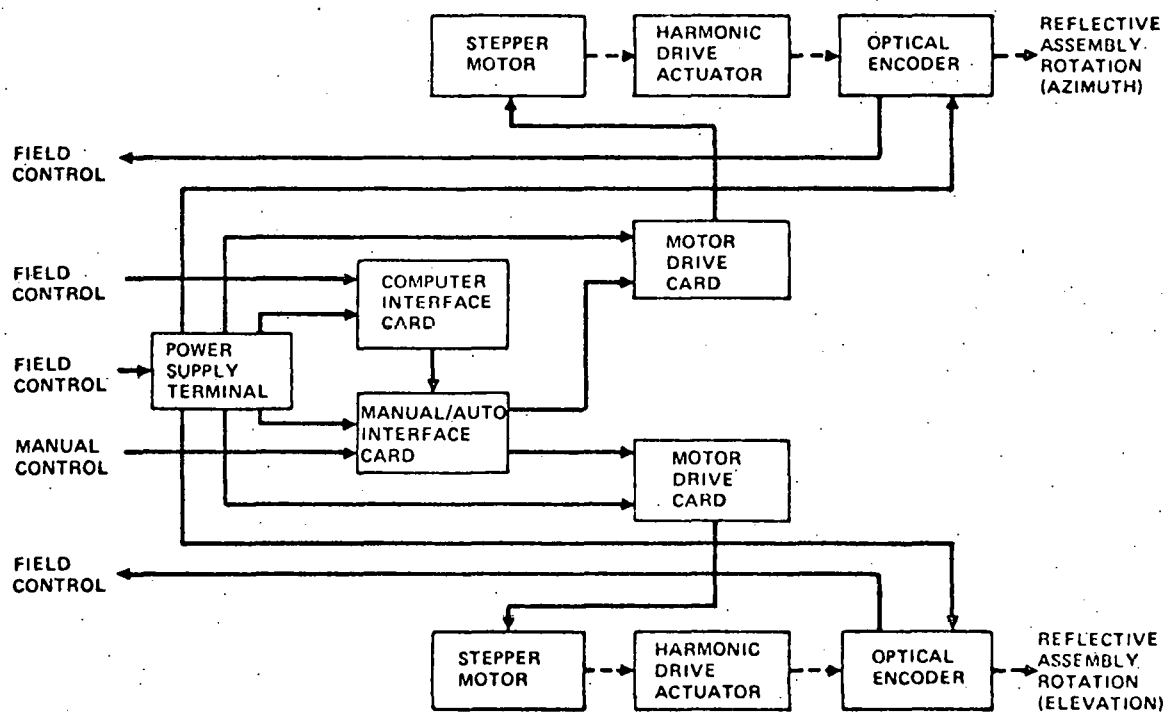 STEPPER
MOTOR
HARMONIC
DRIVE
ACTUATOR
OPTICAL
ENCODER
REFLECTIVE
ASSEMBLY
ROTATION
(AZIMUTH)
FIELD
CONTROL
MOTOR
DRIVE
CARD
FIELD
CONTROL
COMPUTER
INTERFACE
CARD
FIELD
CONTROL
POWER
SUPPLY
TERMINAL
MANUAL/AUTO
INTERFACE
CARD
MANUAL
CONTROL
MOTOR
DRIVE
CARD
FIELD
CONTROL
STEPPER
MOTOR
HARMONIC
DRIVE
ACTUATOR
OPTICAL
ENCODER
REFLECTIVE
ASSEMBLY
ROTATION
(ELEVATION)